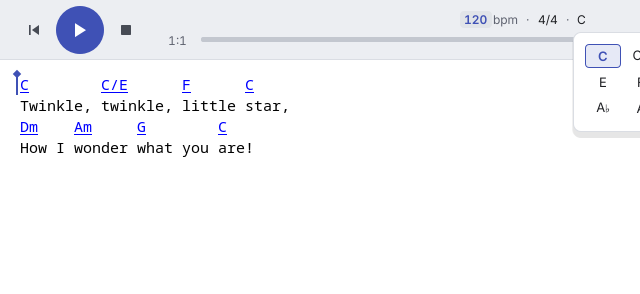 120 bpm · 4/4 · C
1:1
C
E
A♭
C C/E F C
Twinkle, twinkle, little star,
Dm Am G C
How I wonder what you are!